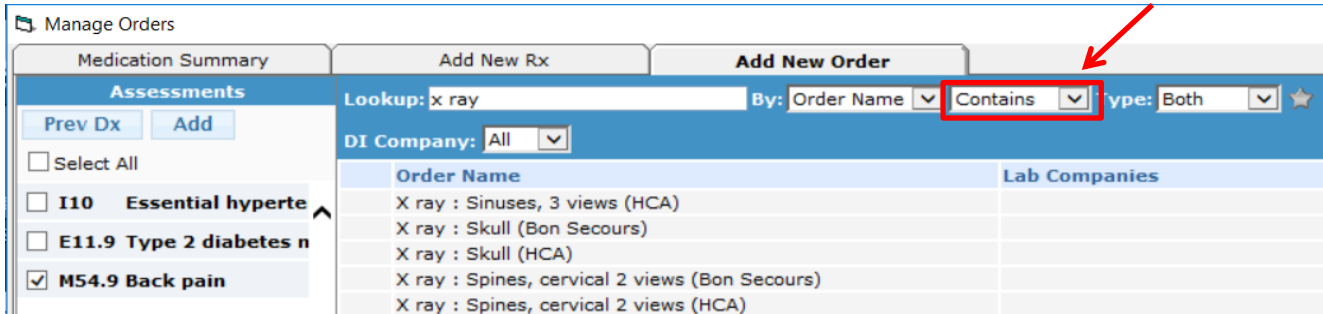 Manage Orders
Medication Summary Add New Rx Add New Order
Assessments
Prev Dx Add
Select All
I10 Essential hyperte
E11.9 Type 2 diabetes n
M54.9 Back pain
Lookup: x ray By: Order Name Contains Type: Both
DI Company: All
Order Name Lab Companies
X ray : Sinuses, 3 views (HCA)
X ray : Skull (Bon Secours)
X ray : Skull (HCA)
X ray : Spines, cervical 2 views (Bon Secours)
X ray : Spines, cervical 2 views (HCA)